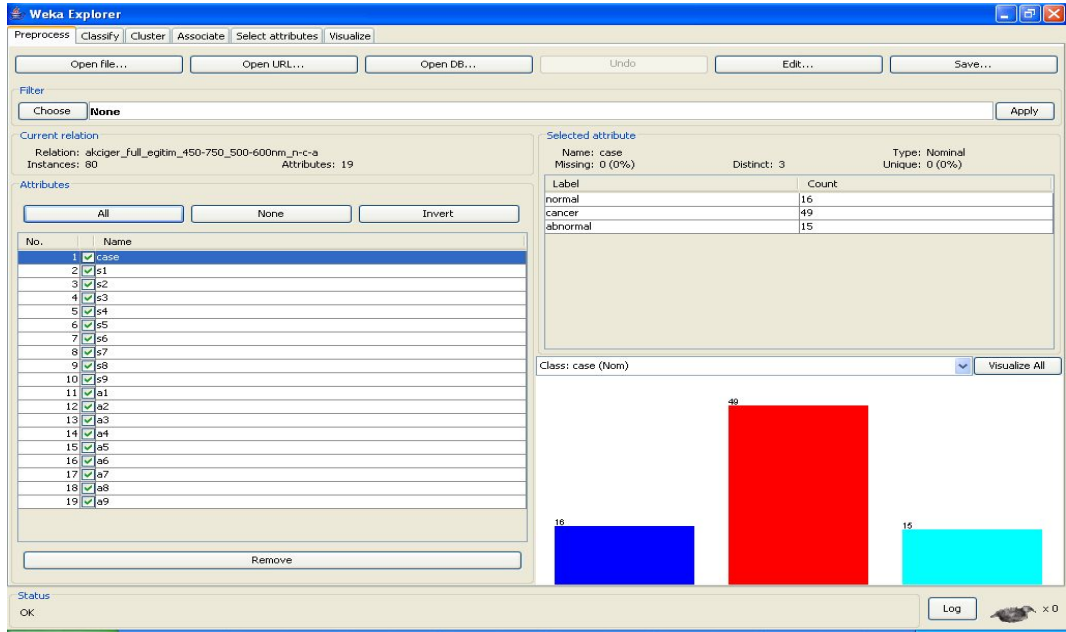 Weka Explorer
Preprocess Classify Cluster Associate Select attributes Visualize
Open file... Open URL... Open DB... Undo Edit... Save...
Filter
Choose None Apply
Current relation
Relation: akciger_full_egitim_450-750_500-600nm_n-c-a
Instances: 80 Attributes: 19
Attributes
All None Invert
No. Name
1 case
2 s1
3 s2
4 s3
5 s4
6 s5
7 s6
8 s7
9 s8
10 s9
11 a1
12 a2
13 a3
14 a4
15 a5
16 a6
17 a7
18 a8
19 a9
Remove
Selected attribute
Name: case Type: Nominal
Missing: 0 (0%) Distinct: 3 Unique: 0 (0%)
Label Count
normal 16
cancer 49
abnormal 15
Class: case (Nom) Visualize All
49
16
15
Status
OK
Log x 0